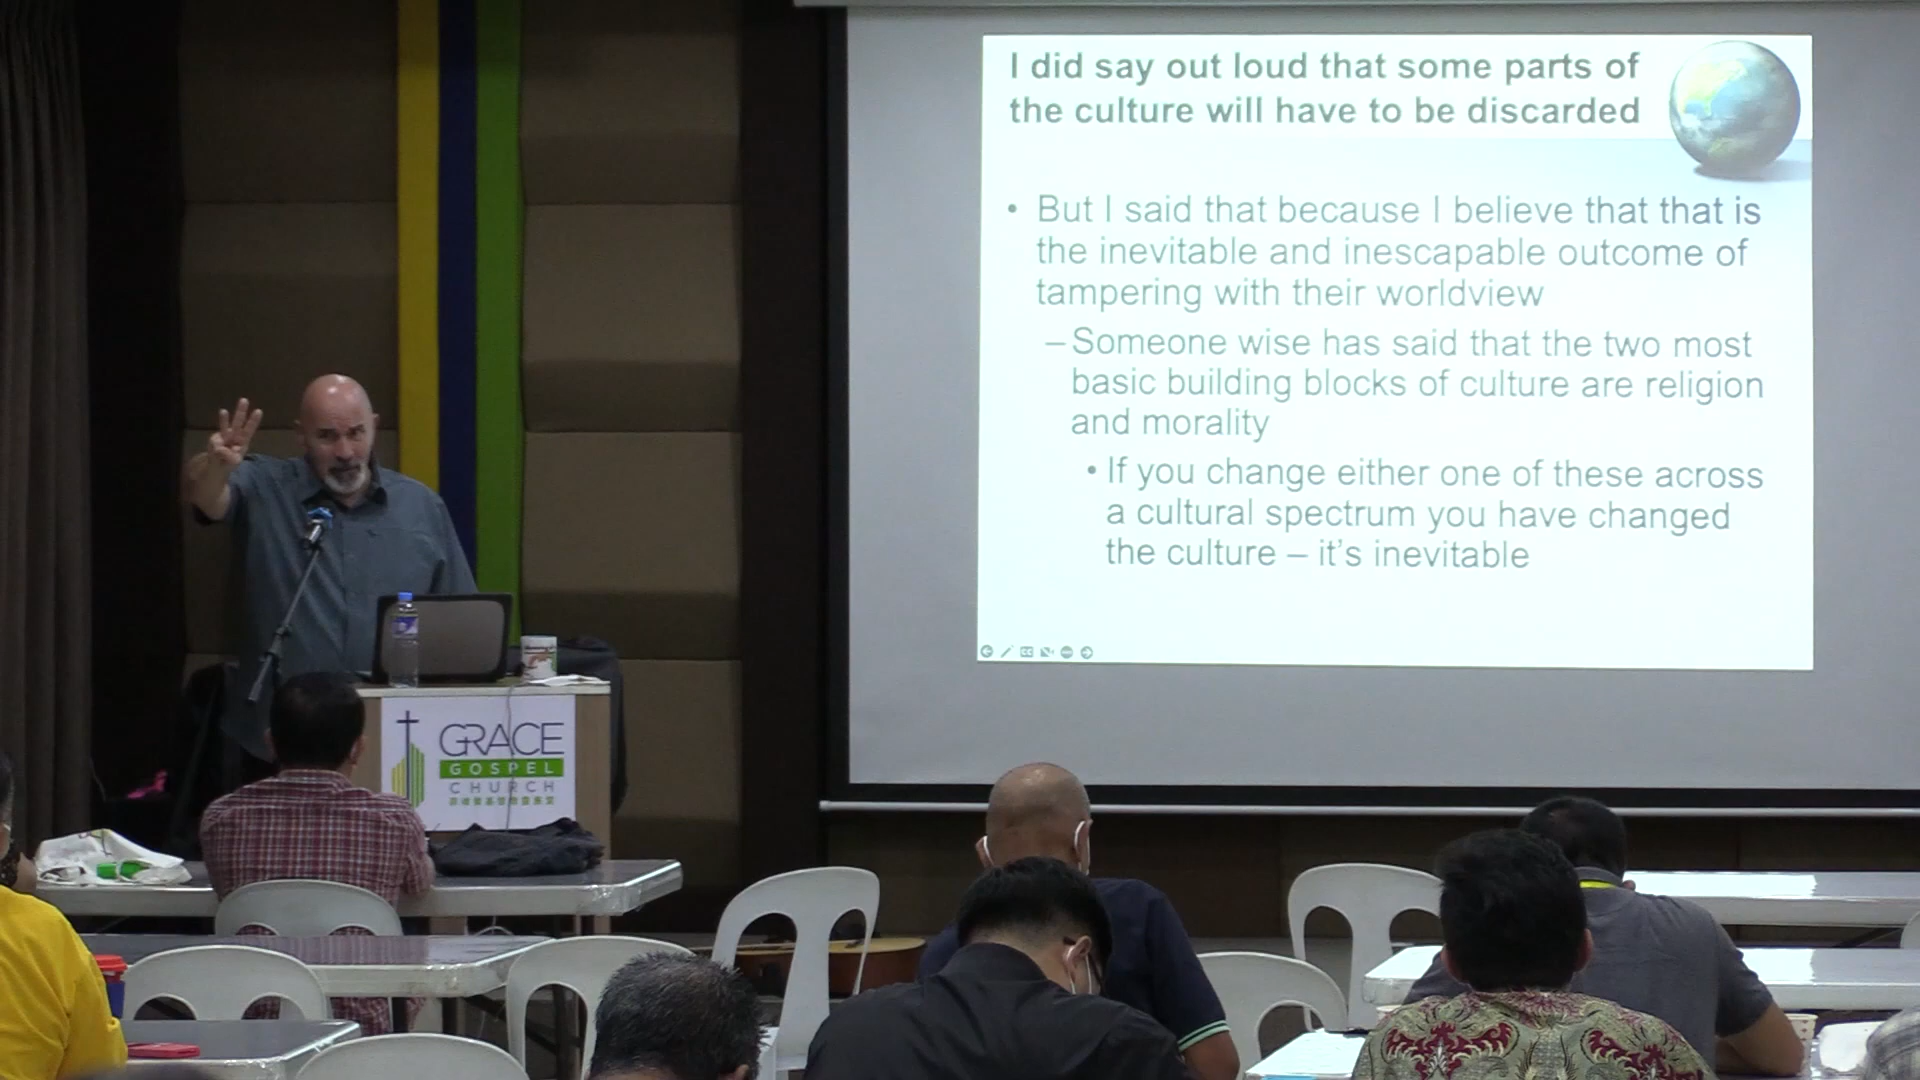 I did say out loud that some parts of
the culture will have to be discarded
• But I said that because I believe that that is
the inevitable and inescapable outcome of
tampering with their worldview
– Someone wise has said that the two most
basic building blocks of culture are religion
and morality
• If you change either one of these across
a cultural spectrum you have changed
the culture – it's inevitable
GRACE
GOSPEL
CHURCH